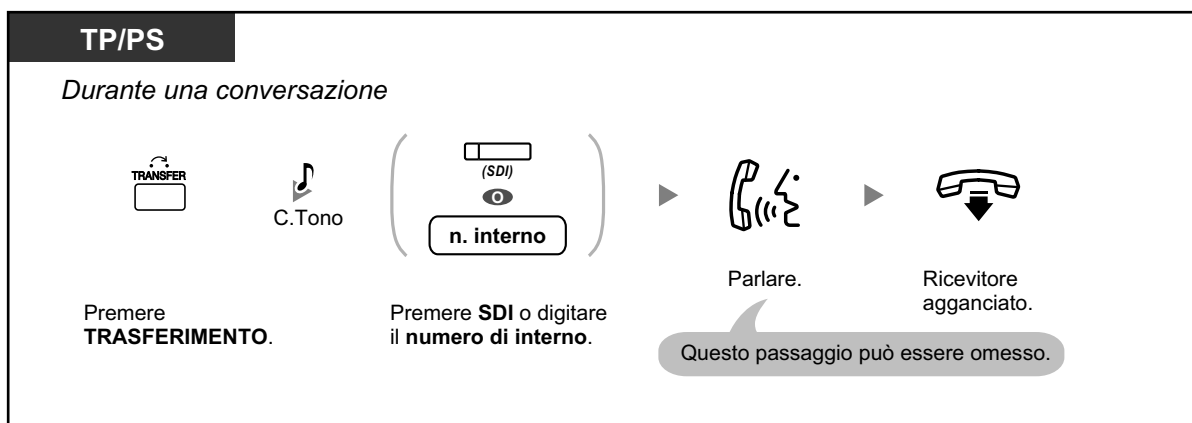 TP/PS
Durante una conversazione
TRANSFER
C.Tono
(SDI)
O
n. interno
Premere
TRASFERIMENTO.
Premere SDI o digitare
il numero di interno.
Parlare.
Ricevitore
agganciato.
Questo passaggio può essere omesso.